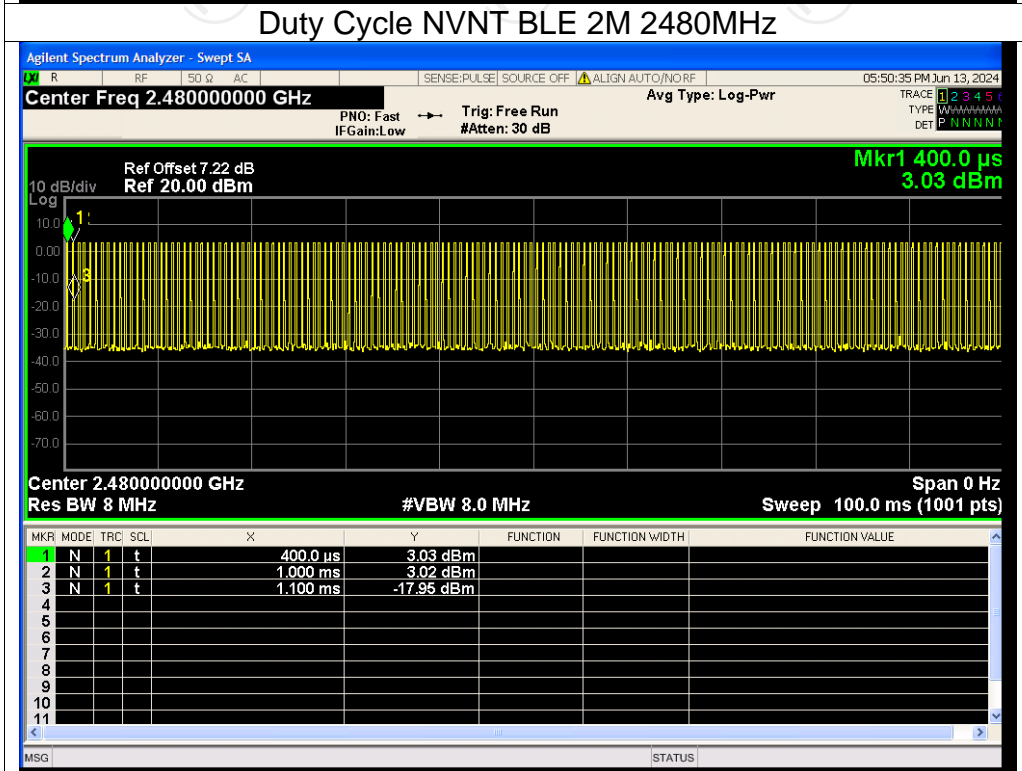 Duty Cycle NVNT BLE 2M 2480MHz
Agilent Spectrum Analyzer - Swept SA
LXI R RF 50 Ω AC SENSE:PULSE SOURCE OFF ALIGN AUTO/NO RF 05:50:35 PM Jun 13, 2024
Center Freq 2.480000000 GHz Avg Type: Log-Pwr TRACE 1 2 3 4 5 6
PNO: Fast Trig: Free Run TYPE W
IFGain:Low #Atten: 30 dB DET P N N N N N
Ref Offset 7.22 dB Mkr1 400.0 µs
10 dB/div Ref 20.00 dBm 3.03 dBm
Log
10.0
0.00
-10.0
-20.0
-30.0
-40.0
-50.0
-60.0
-70.0
1
3
Center 2.480000000 GHz Span 0 Hz
Res BW 8 MHz #VBW 8.0 MHz Sweep 100.0 ms (1001 pts)
MKR MODE TRC SCL X Y FUNCTION FUNCTION WIDTH FUNCTION VALUE
1 N 1 t 400.0 µs 3.03 dBm
2 N 1 t 1.000 ms 3.02 dBm
3 N 1 t 1.100 ms -17.95 dBm
4
5
6
7
8
9
10
11
MSG STATUS